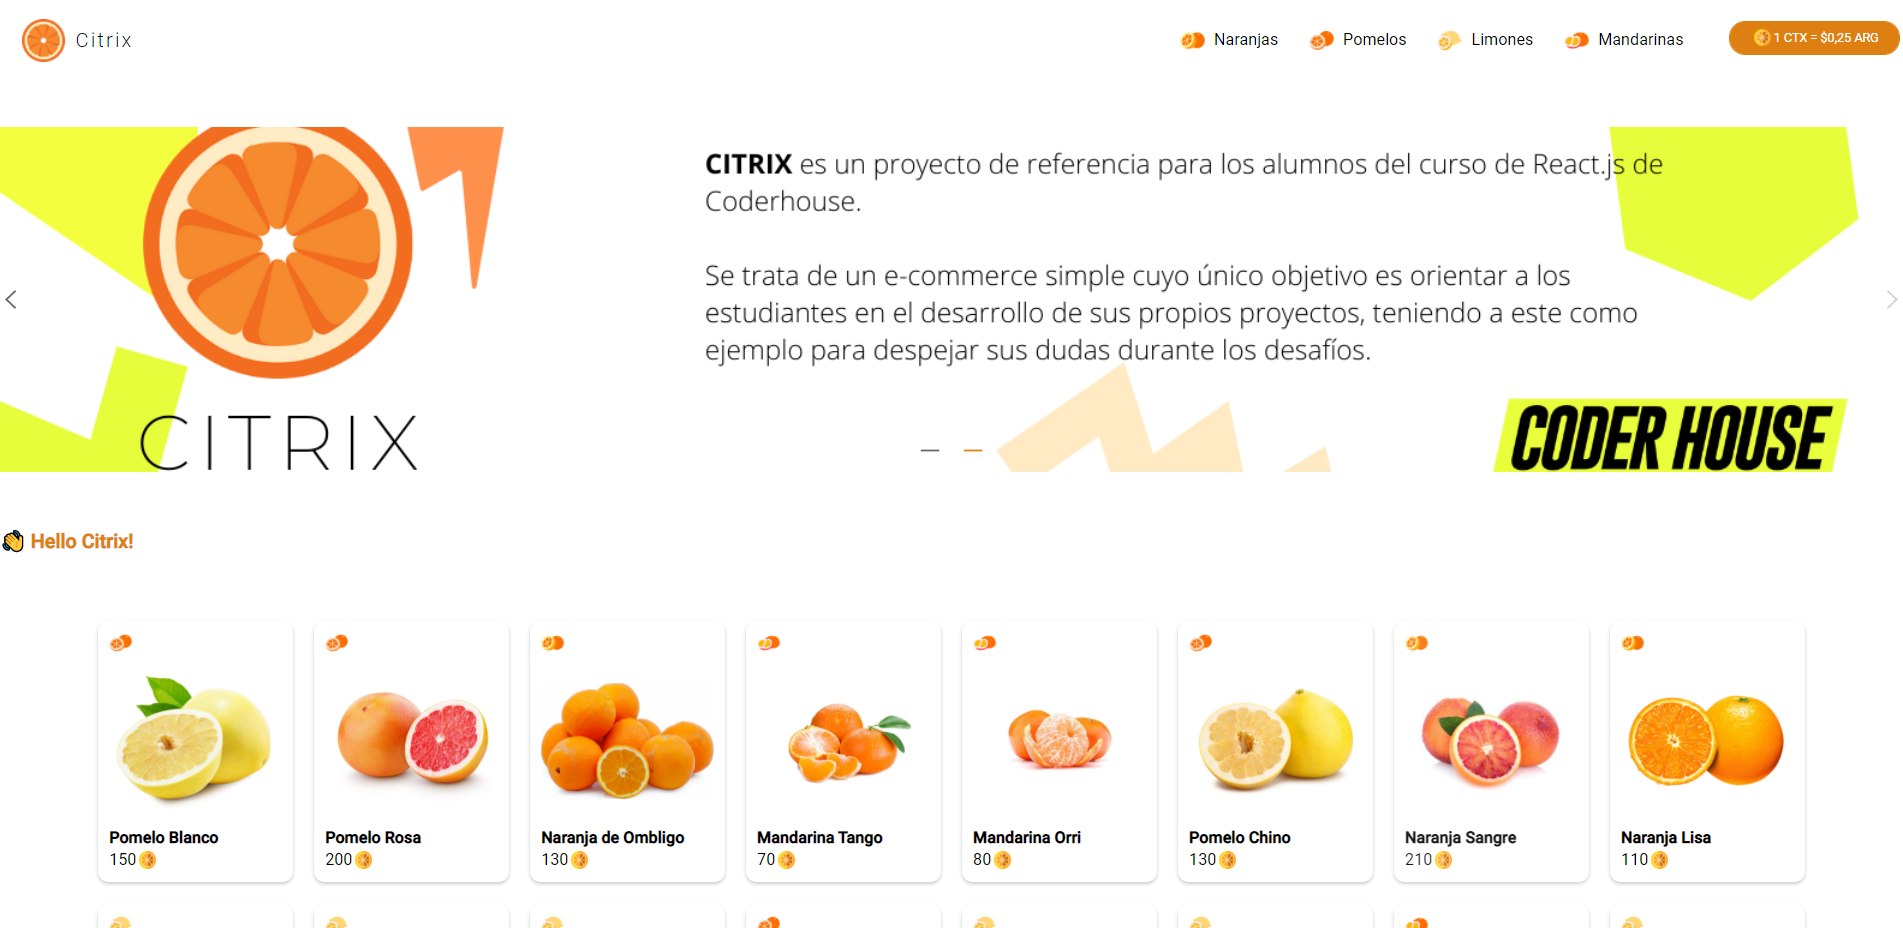 Citrix
Naranjas
Pomelos
Limones
Mandarinas
1 CTX = $0,25 ARG
CITRIX es un proyecto de referencia para los alumnos del curso de React.js de
Coderhouse.
Se trata de un e-commerce simple cuyo único objetivo es orientar a los
estudiantes en el desarrollo de sus propios proyectos, teniendo a este como
ejemplo para despejar sus dudas durante los desafíos.
CITRIX
CODER HOUSE
👋 Hello Citrix!
Pomelo Blanco
150
Pomelo Rosa
200
Naranja de Ombligo
130
Mandarina Tango
70
Mandarina Orri
80
Pomelo Chino
130
Naranja Sangre
210
Naranja Lisa
110